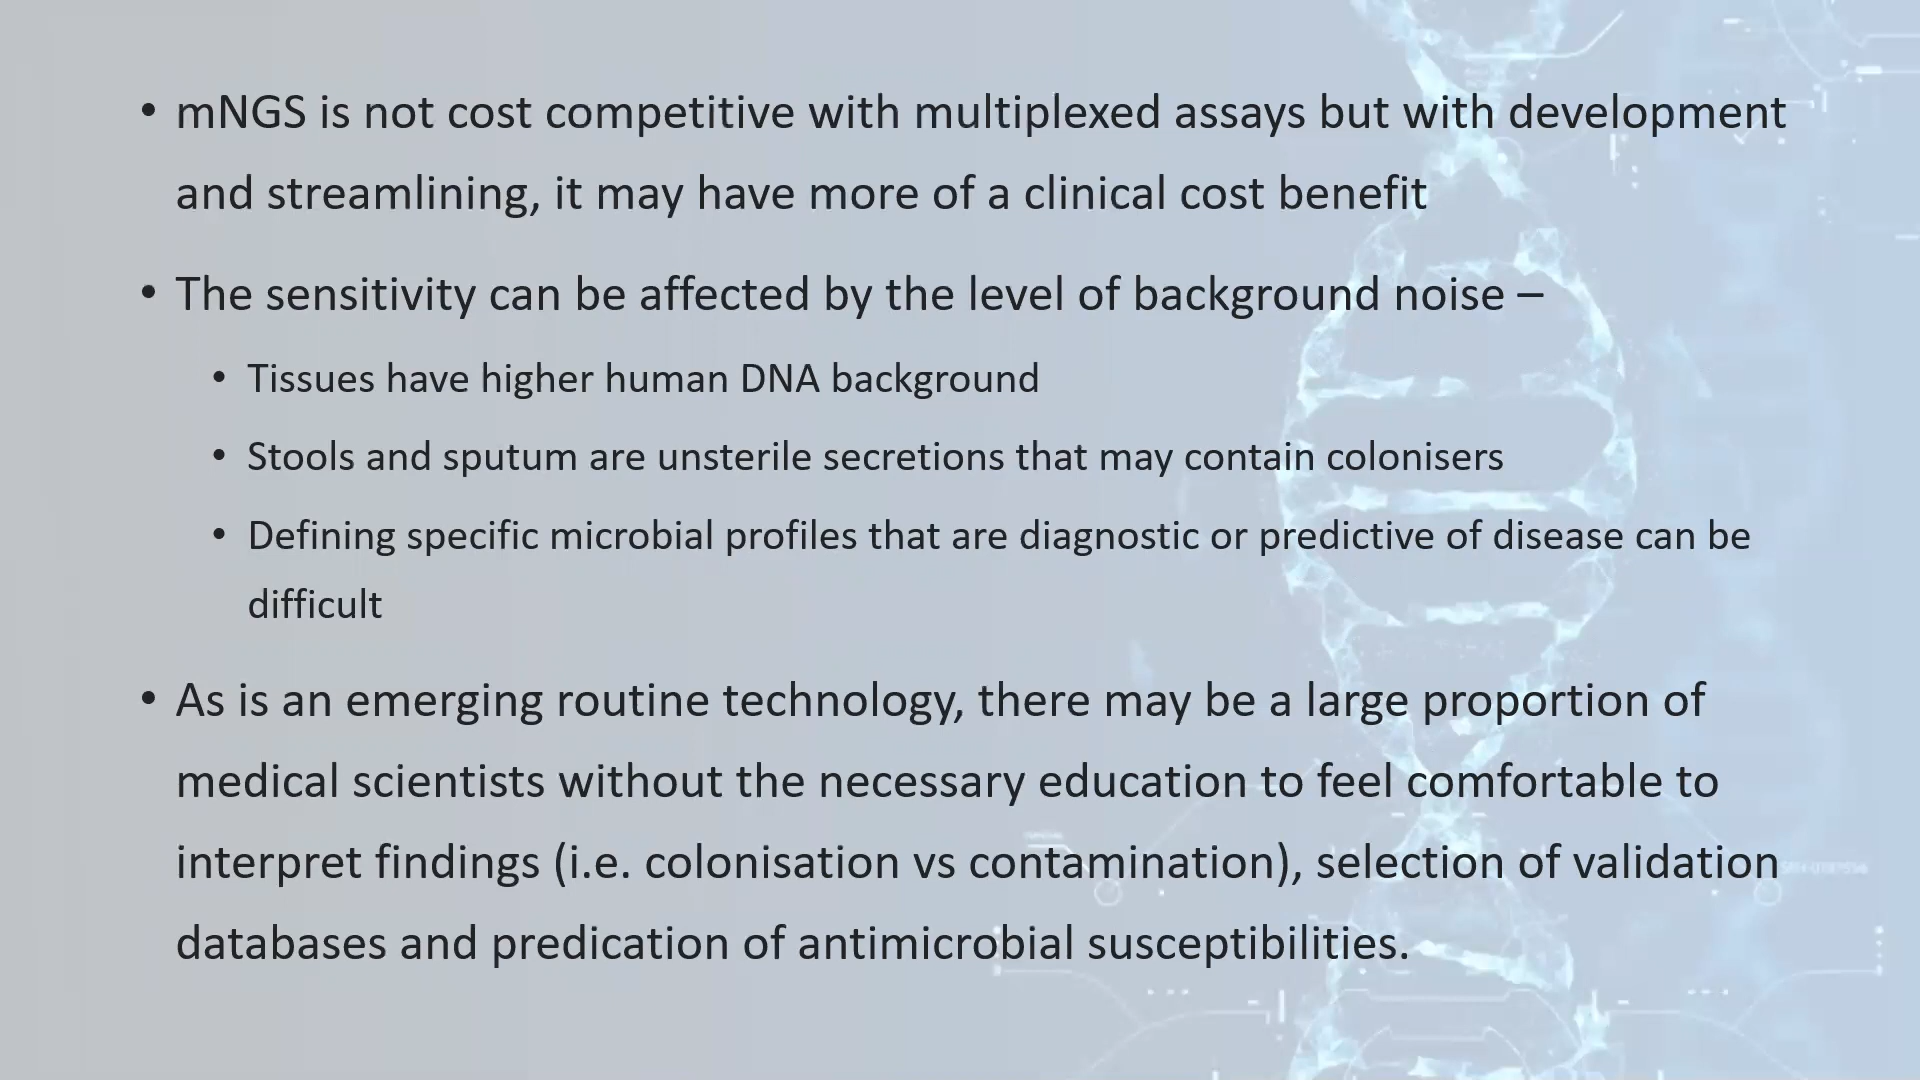 • mNGS is not cost competitive with multiplexed assays but with development
and streamlining, it may have more of a clinical cost benefit
• The sensitivity can be affected by the level of background noise –
• Tissues have higher human DNA background
• Stools and sputum are unsterile secretions that may contain colonisers
• Defining specific microbial profiles that are diagnostic or predictive of disease can be
difficult
• As is an emerging routine technology, there may be a large proportion of
medical scientists without the necessary education to feel comfortable to
interpret findings (i.e. colonisation vs contamination), selection of validation
databases and predication of antimicrobial susceptibilities.